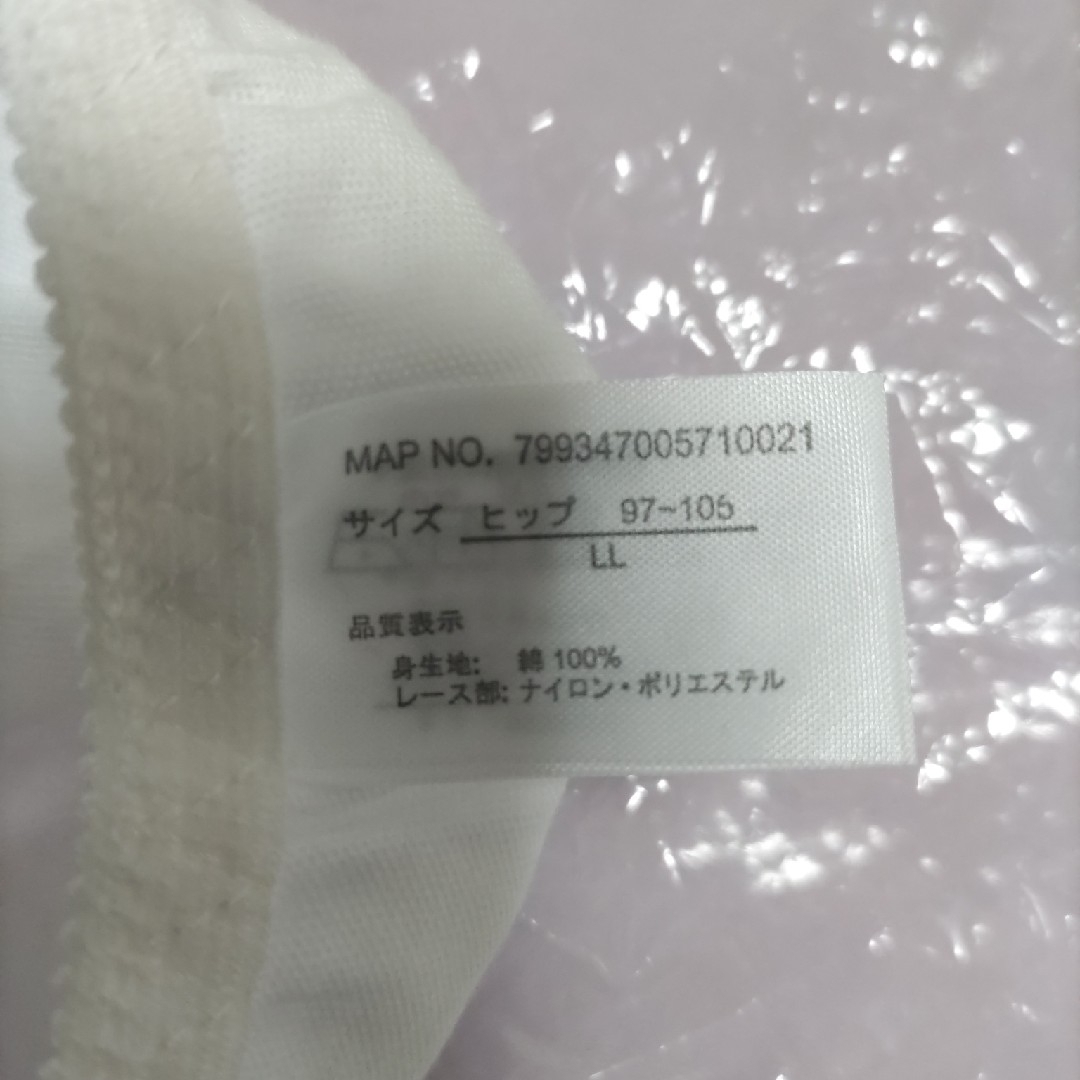 MAP NO. 799347005710021
サイズ ヒップ 97~105
LL
品質表示
身生地: 綿 100%
レース部: ナイロン・ポリエステル